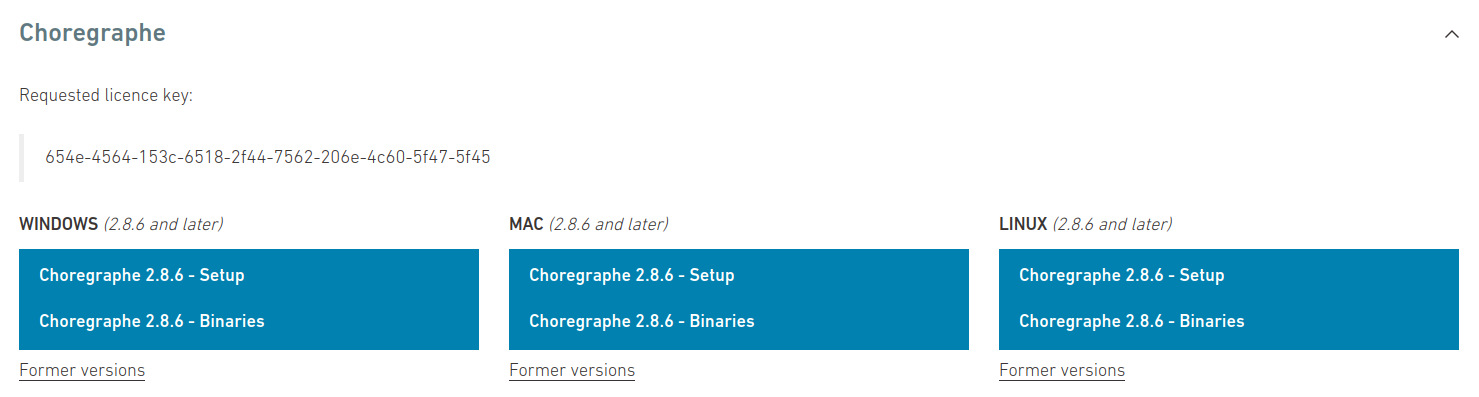 Choregraphe
Requested licence key:
654e-4564-153c-6518-2f44-7562-206e-4c60-5f47-5f45
WINDOWS (2.8.6 and later)
Choregraphe 2.8.6 - Setup
Choregraphe 2.8.6 - Binaries
Former versions
MAC (2.8.6 and later)
Choregraphe 2.8.6 - Setup
Choregraphe 2.8.6 - Binaries
Former versions
LINUX (2.8.6 and later)
Choregraphe 2.8.6 - Setup
Choregraphe 2.8.6 - Binaries
Former versions